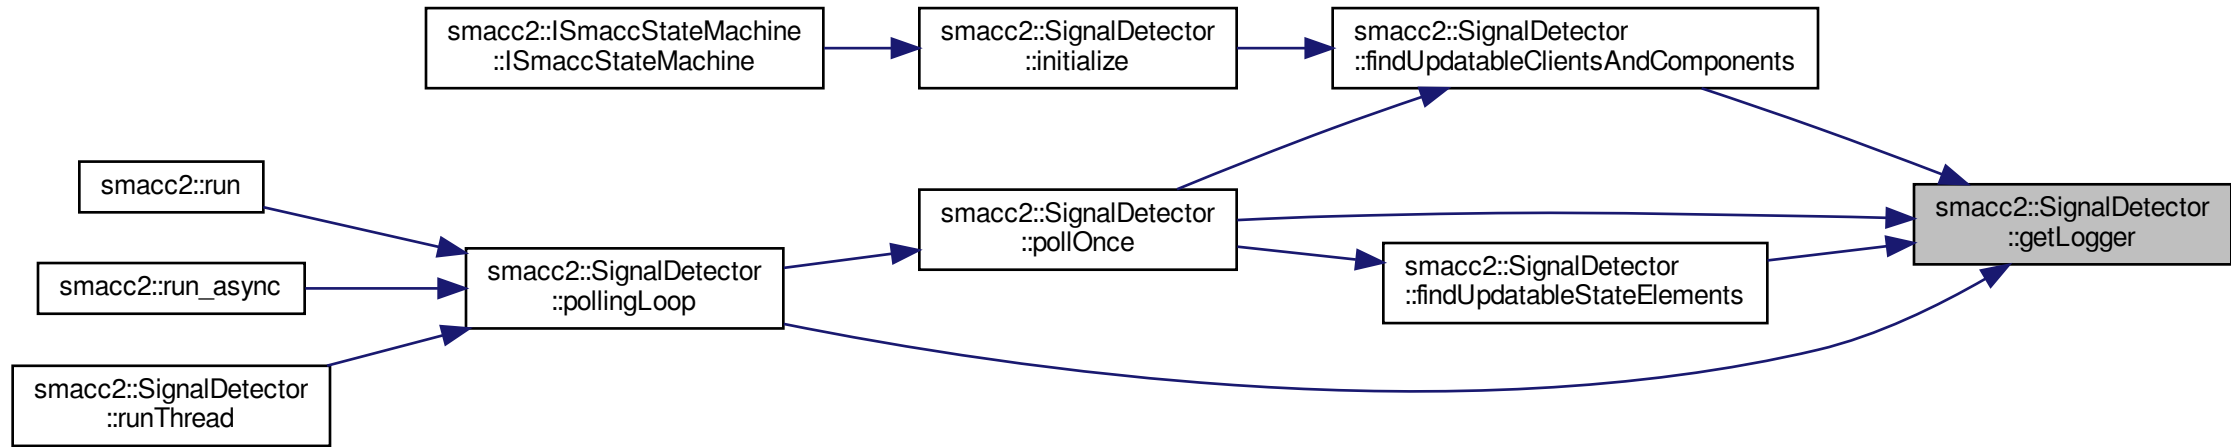 smacc2::ISmaccStateMachine
::ISmaccStateMachine
smacc2::SignalDetector
::initialize
smacc2::SignalDetector
::findUpdatableClientsAndComponents
smacc2::run
smacc2::SignalDetector
::pollOnce
smacc2::SignalDetector
::getLogger
smacc2::run_async
smacc2::SignalDetector
::pollingLoop
smacc2::SignalDetector
::findUpdatableStateElements
smacc2::SignalDetector
::runThread